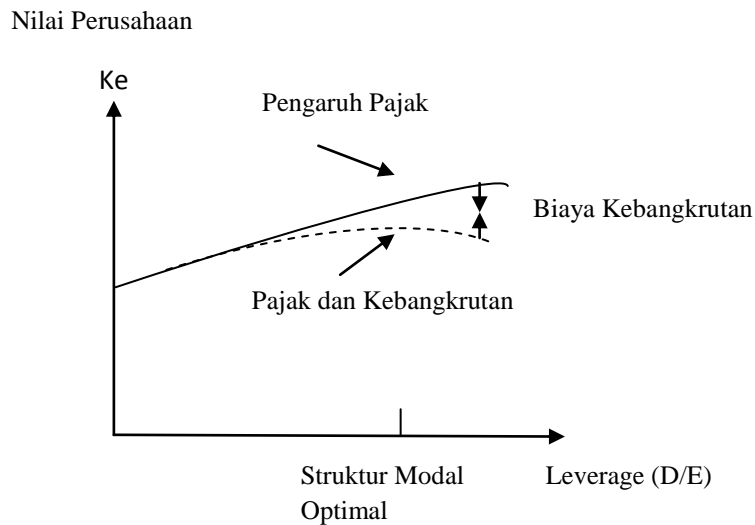 Nilai Perusahaan
Ke
Pengaruh Pajak
Biaya Kebangkrutan
Pajak dan Kebangkrutan
Struktur Modal
Optimal
Leverage (D/E)